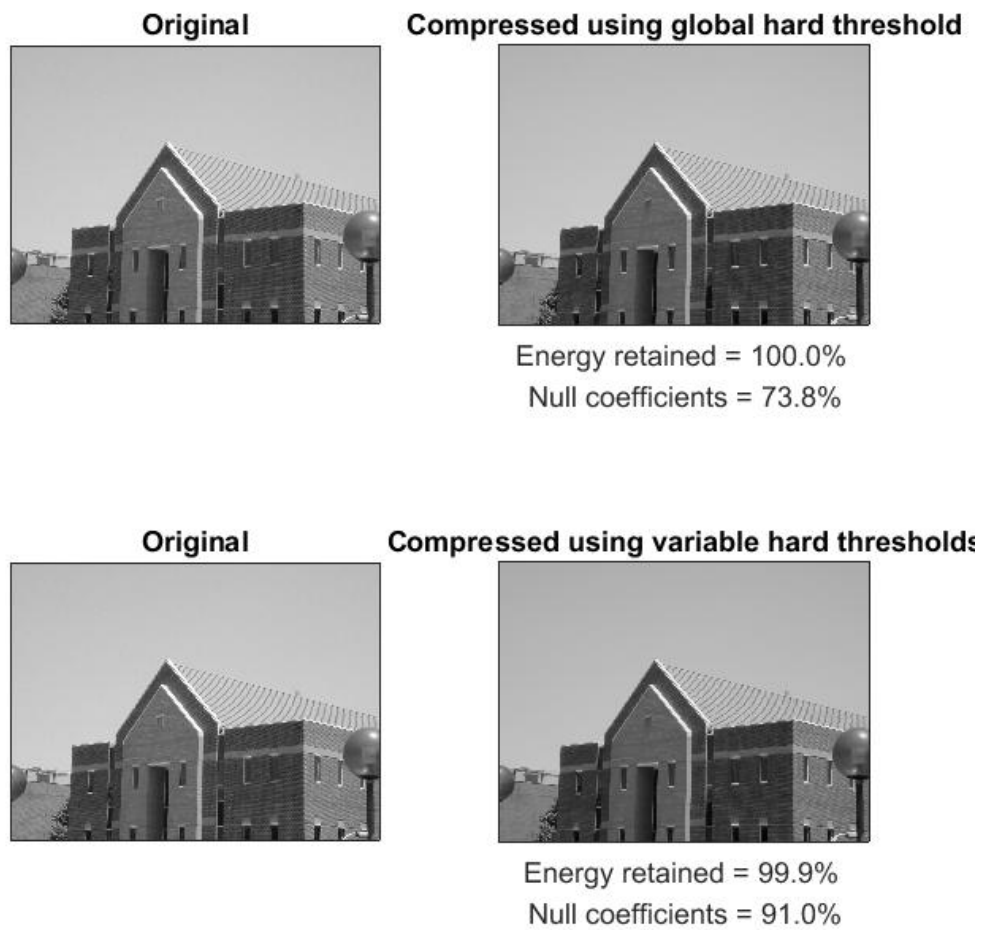 Original
Compressed using global hard threshold
Energy retained = 100.0%
Null coefficients = 73.8%
Original
Compressed using variable hard thresholds
Energy retained = 99.9%
Null coefficients = 91.0%